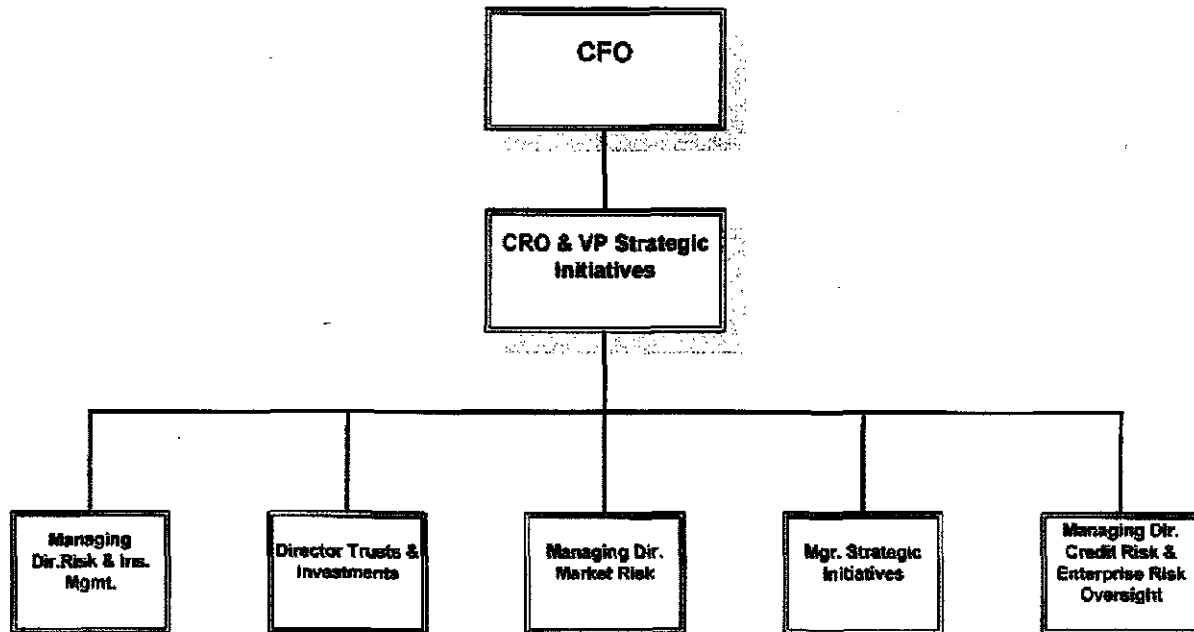 CFO
CRO & VP Strategic
Initiatives
Managing
Dir.Risk & Ins.
Mgmt.
Director Trusts &
Investments
Managing Dir.
Market Risk
Mgr. Strategic
Initiatives
Managing Dir.
Credit Risk &
Enterprise Risk
Oversight